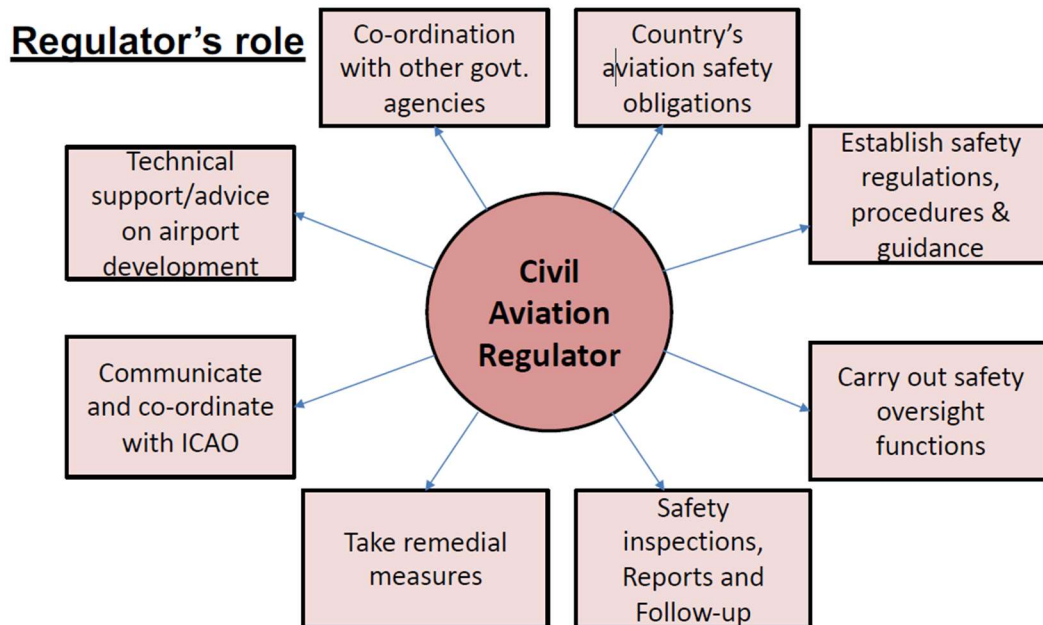 Regulator's role
Co-ordination
with other govt.
agencies
Country's
aviation safety
obligations
Establish safety
regulations,
procedures &
guidance
Carry out safety
oversight
functions
Safety
inspections,
Reports and
Follow-up
Take remedial
measures
Communicate
and co-ordinate
with ICAO
Technical
support/advice
on airport
development
Civil
Aviation
Regulator